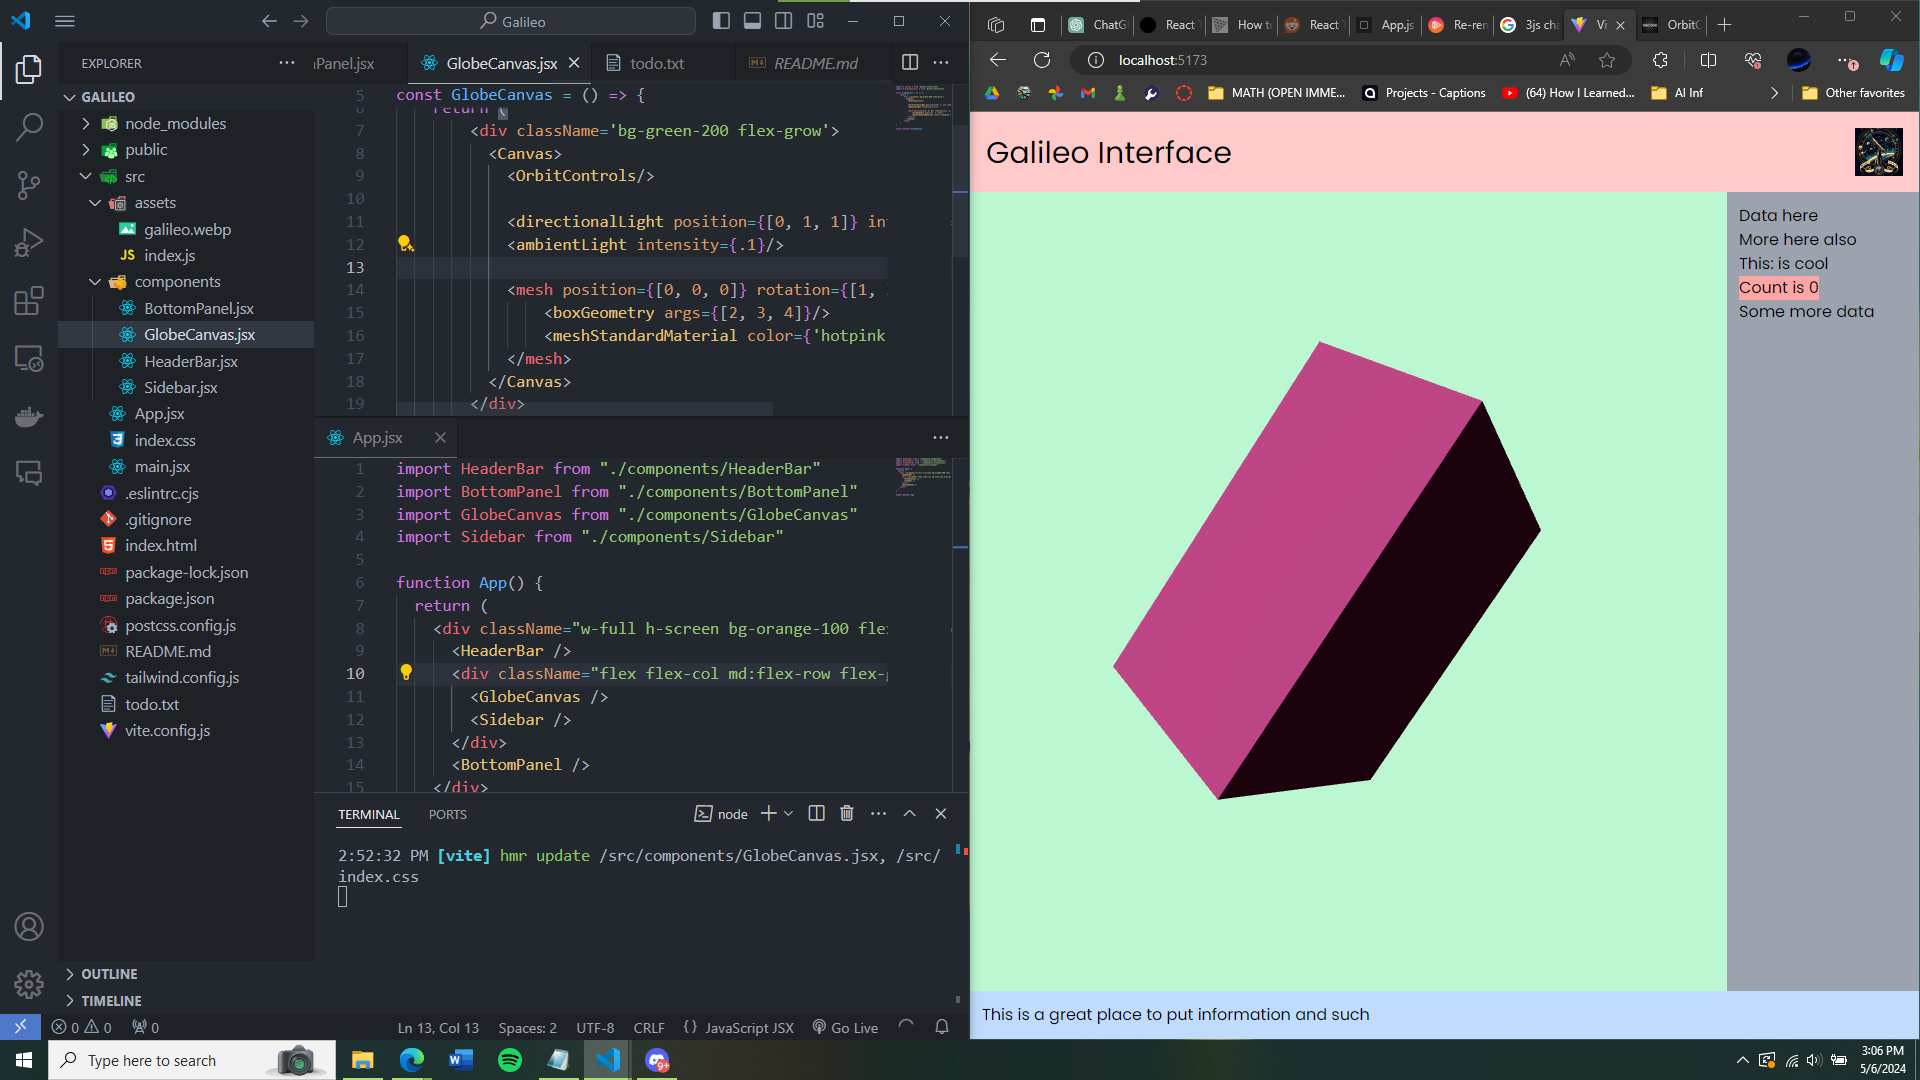 Galileo
EXPLORER
GALILEO
node_modules
public
src
assets
galileo.webp
JS index.js
components
BottomPanel.jsx
GlobeCanvas.jsx
HeaderBar.jsx
Sidebar.jsx
App.jsx
index.css
main.jsx
.eslintrc.cjs
.gitignore
index.html
package-lock.json
package.json
postcss.config.js
README.md
tailwind.config.js
todo.txt
vite.config.js
OUTLINE
TIMELINE
Panel.jsx
GlobeCanvas.jsx
todo.txt
README.md
5 const GlobeCanvas = () => {
6 return (
7 <div className='bg-green-200 flex-grow'>
8 <Canvas>
9 <OrbitControls/>
10
11 <directionalLight position={[0, 1, 1]} in
12 <ambientLight intensity={.1}/>
13
14 <mesh position={[0, 0, 0]} rotation={[1,
15 <boxGeometry args={[2, 3, 4]}/>
16 <meshStandardMaterial color={'hotpink
17 </mesh>
18 </Canvas>
19 </div>
App.jsx
1 import HeaderBar from "./components/HeaderBar"
2 import BottomPanel from "./components/BottomPanel"
3 import GlobeCanvas from "./components/GlobeCanvas"
4 import Sidebar from "./components/Sidebar"
5
6 function App() {
7 return (
8 <div className="w-full h-screen bg-orange-100 fle
9 <HeaderBar />
10 <div className="flex flex-col md:flex-row flex-g
11 <GlobeCanvas />
12 <Sidebar />
13 </div>
14 <BottomPanel />
15 </div>
TERMINAL PORTS
node
2:52:32 PM [vite] hmr update /src/components/GlobeCanvas.jsx, /src/
index.css
0 0 0
Ln 13, Col 13 Spaces: 2 UTF-8 CRLF {} JavaScript JSX Go Live
ChatG React How to React App.js Re-ren 3js cha Vi OrbitC
localhost:5173
MATH (OPEN IMME... Projects - Captions (64) How I Learned... AI Inf Other favorites
Galileo Interface
Data here
More here also
This: is cool
Count is 0
Some more data
This is a great place to put information and such
Type here to search
9+
3:06 PM
5/6/2024